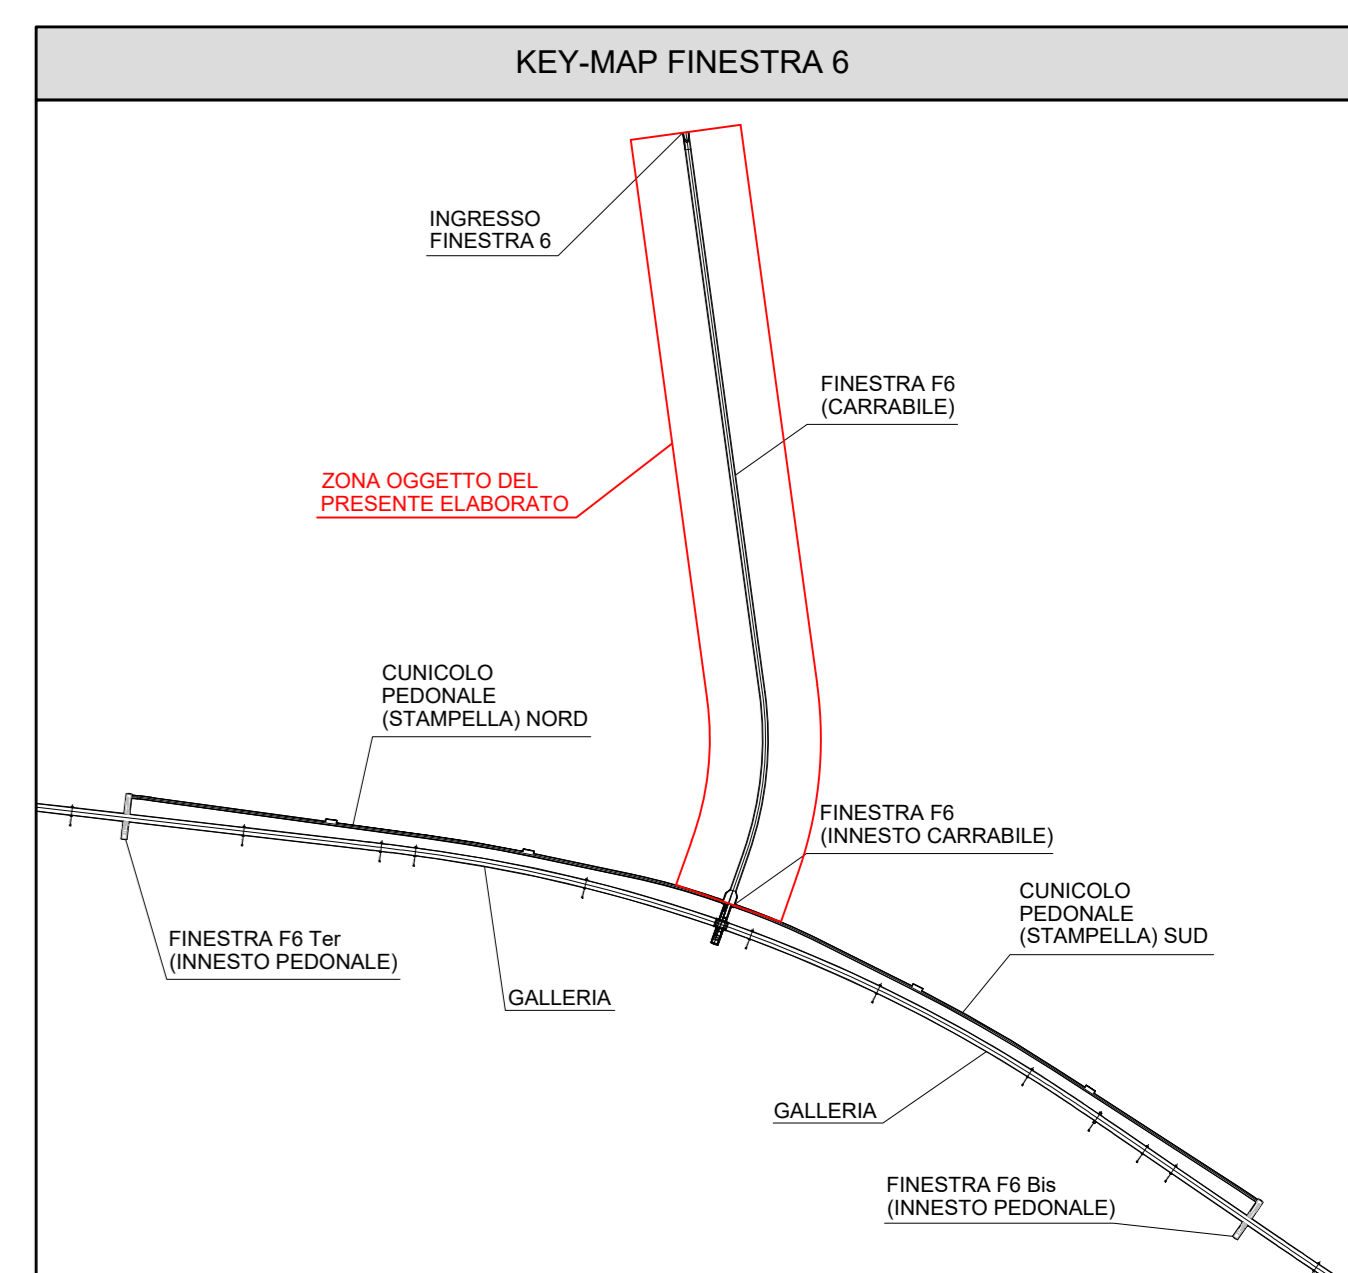 KEY-MAP FINESTRA 6
INGRESSO
FINESTRA 6
FINESTRA F6
(CARRABILE)
ZONA OGGETTO DEL
PRESENTE ELABORATO
CUNICOLO
PEDONALE
(STAMPELLA) NORD
FINESTRA F6
(INNESTO CARRABILE)
CUNICOLO
PEDONALE
(STAMPELLA) SUD
FINESTRA F6 Ter
(INNESTO PEDONALE)
GALLERIA
GALLERIA
FINESTRA F6 Bis
(INNESTO PEDONALE)